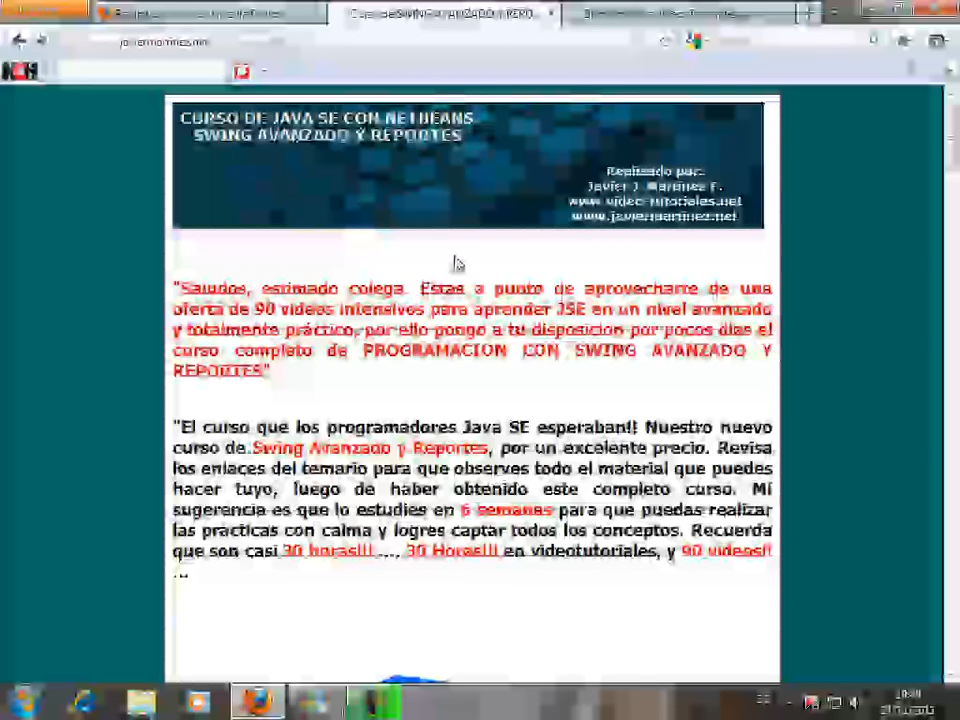 javiermartinez.net
CURSO DE JAVA SE CON NETBEANS
SWING AVANZADO Y REPORTES
Realizado por:
Javier J. Martínez F.
www.video-tutoriales.net
www.javiermartinez.net
"Saludos, estimado colega. Estas a punto de aprovecharte de una
oferta de 90 videos intensivos para aprender JSE en un nivel avanzado
y totalmente práctico, por ello pongo a tu disposicion por pocos dias el
curso completo de PROGRAMACION CON SWING AVANZADO Y
REPORTES"
"El curso que los programadores Java SE esperaban!! Nuestro nuevo
curso de Swing Avanzado y Reportes, por un excelente precio. Revisa
los enlaces del temario para que observes todo el material que puedes
hacer tuyo, luego de haber obtenido este completo curso. Mi
sugerencia es que lo estudies en 6 semanas para que puedas realizar
las prácticas con calma y logres captar todos los conceptos. Recuerda
que son casi 30 horas!!! ..., 30 Horas!!! en videotutoriales, y 90 videos!!
...